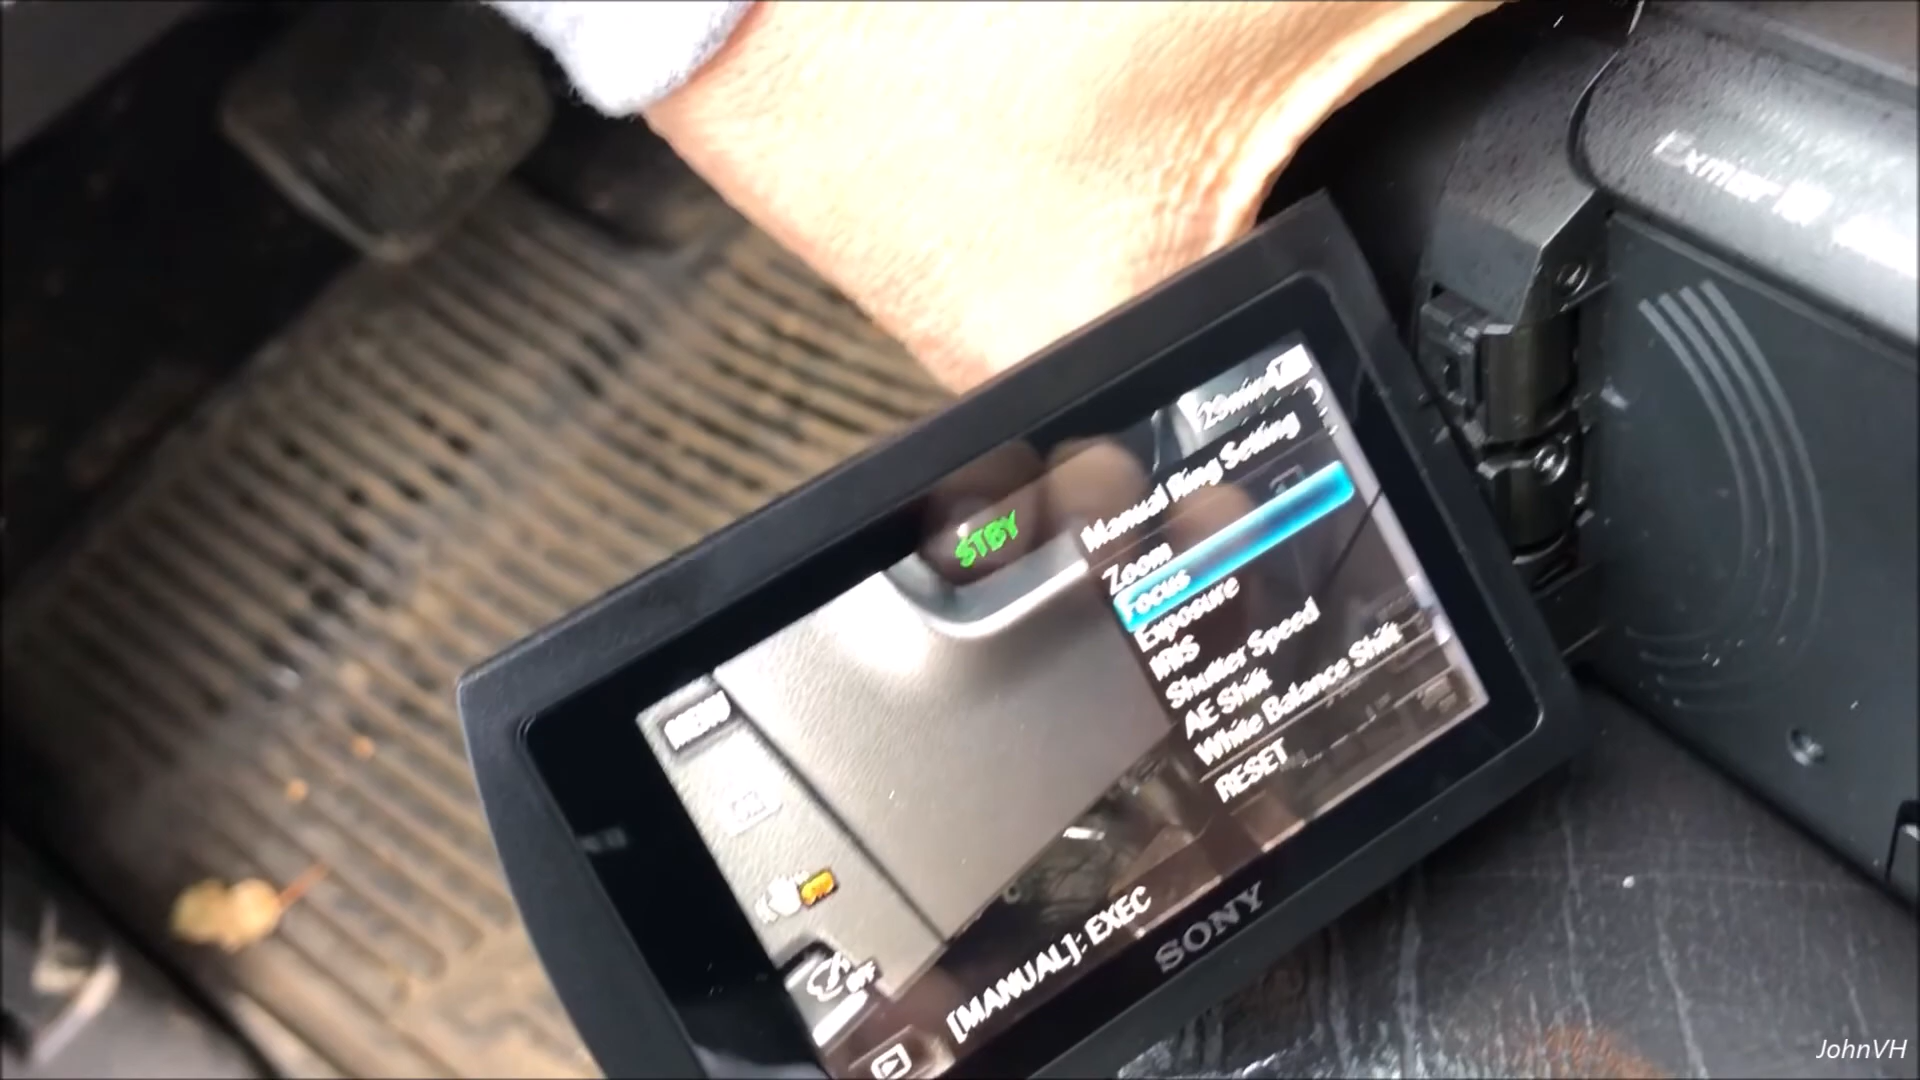 Exmor R
29min
Manual Ring Setting
STBY
Zoom
Focus
Exposure
IRIS
Shutter Speed
AE Shift
White Balance Shift
RESET
MENU
OFF
[MANUAL]: EXEC
SONY
JohnVH